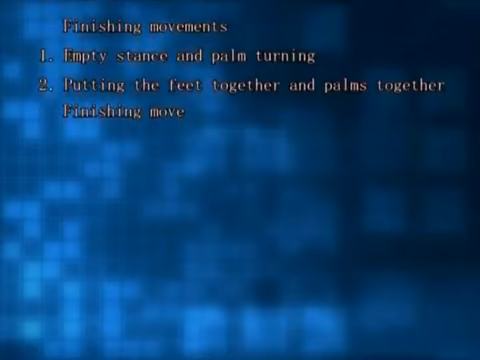 Finishing movements
1. Empty stance and palm turning
2. Putting the feet together and palms together
Finishing move